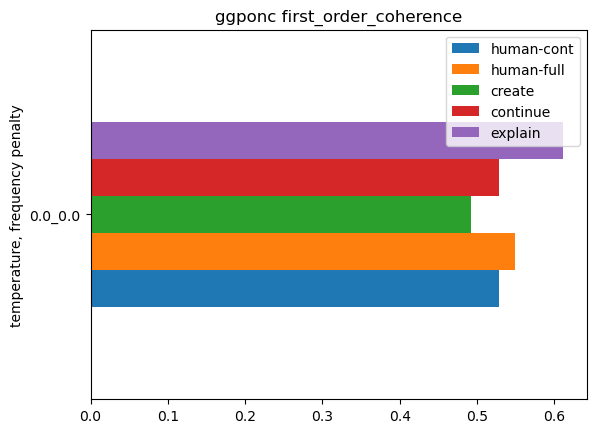 ggponc first_order_coherence
human-cont
human-full
create
continue
explain
temperature, frequency penalty
0.0_0.0
0.0 0.1 0.2 0.3 0.4 0.5 0.6